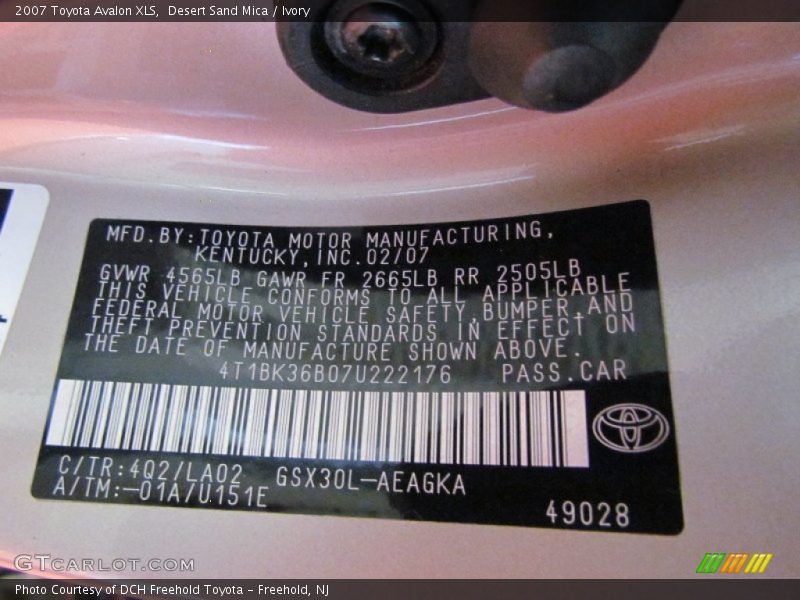 2007 Toyota Avalon XLS, Desert Sand Mica / Ivory
MFD.BY:TOYOTA MOTOR MANUFACTURING,
KENTUCKY,INC.02/07
GVWR 4565LB GAWR FR 2665LB RR 2505LB
THIS VEHICLE CONFORMS TO ALL APPLICABLE
FEDERAL MOTOR VEHICLE SAFETY,BUMPER,AND
THEFT PREVENTION STANDARDS IN EFFECT ON
THE DATE OF MANUFACTURE SHOWN ABOVE.
4T1BK36B07U222176 PASS.CAR
C/TR:4Q2/LA02 GSX30L-AEAGKA
A/TM:-01A/U151E
49028
GTCARLOT.COM
Photo Courtesy of DCH Freehold Toyota - Freehold, NJ